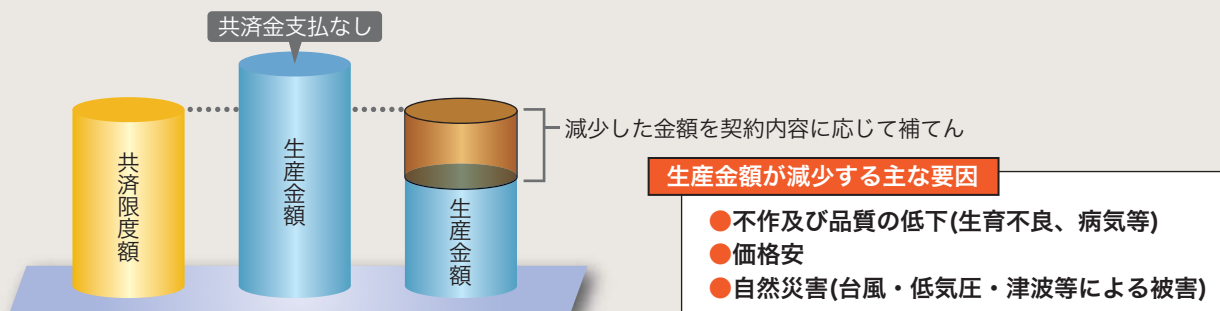 共済金支払なし
共済限度額
生産金額
生産金額
減少した金額を契約内容に応じて補てん
生産金額が減少する主な要因
●不作及び品質の低下(生育不良、病気等)
●価格安
●自然災害(台風・低気圧・津波等による被害)